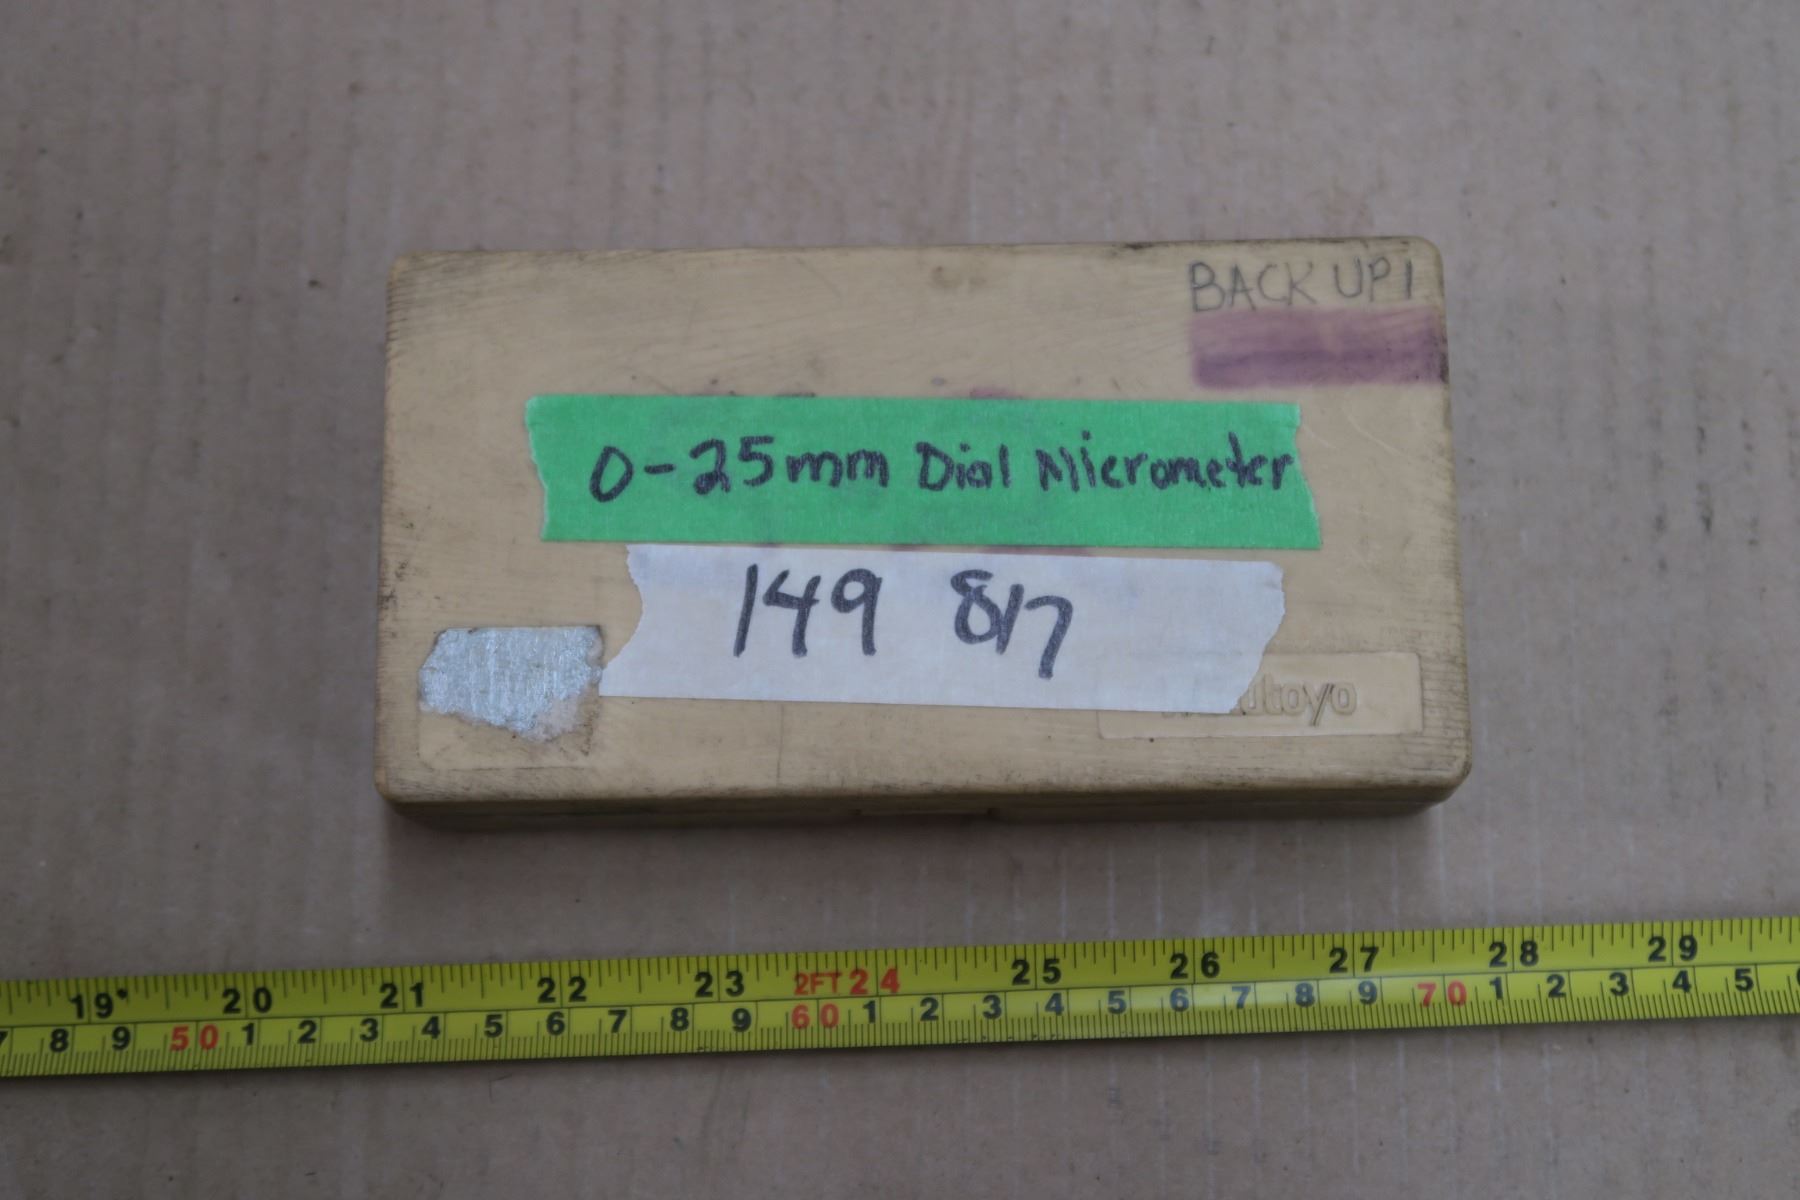 BACK UP 1
0-25mm Dial Micrometer
149 817
19 20 21 22 23 2FT 24 25 26 27 28 29
7 8 9 50 1 2 3 4 5 6 7 8 9 60 1 2 3 4 5 6 7 8 9 70 1 2 3 4 5